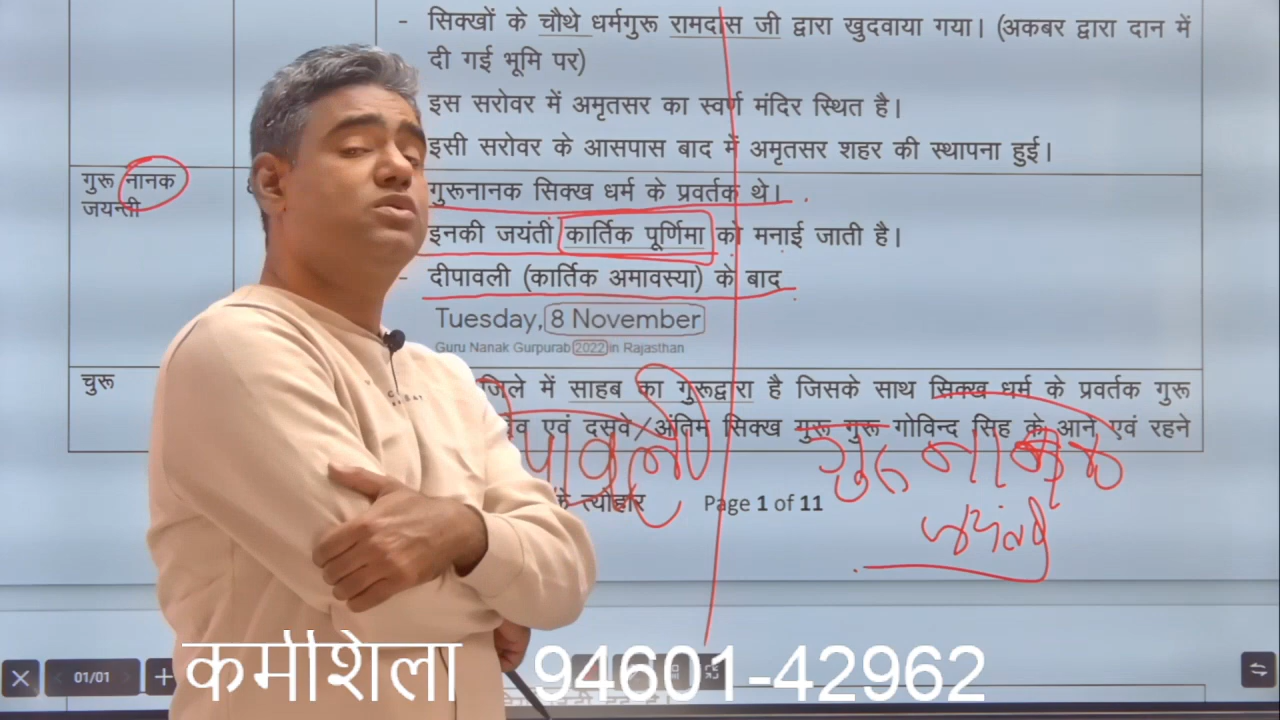 - सिक्खों के चौथे धर्मगुरू रामदास जी द्वारा खुदवाया गया। (अकबर द्वारा दान में
दी गई भूमि पर)
इस सरोवर में अमृतसर का स्वर्ण मंदिर स्थित है।
इसी सरोवर के आसपास बाद में अमृतसर शहर की स्थापना हुई।
गुरू नानक
जयन्ती
गुरूनानक सिक्ख धर्म के प्रवर्तक थे।
इनकी जयंती कार्तिक पूर्णिमा को मनाई जाती है।
- दीपावली (कार्तिक अमावस्या) के बाद
Tuesday, 8 November
Guru Nanak Gurpurab 2022 in Rajasthan
चुरू
जिले में साहब का गुरूद्वारा है जिसके साथ सिक्ख धर्म के प्रवर्तक गुरू
एवं दसवे/अंतिम सिक्ख गुरू गुरू गोविन्द सिह के आने एवं रहने
पावली
गुरु नानक
जयंती
के त्यौहार Page 1 of 11
01/01
कर्मशिला 94601-42962